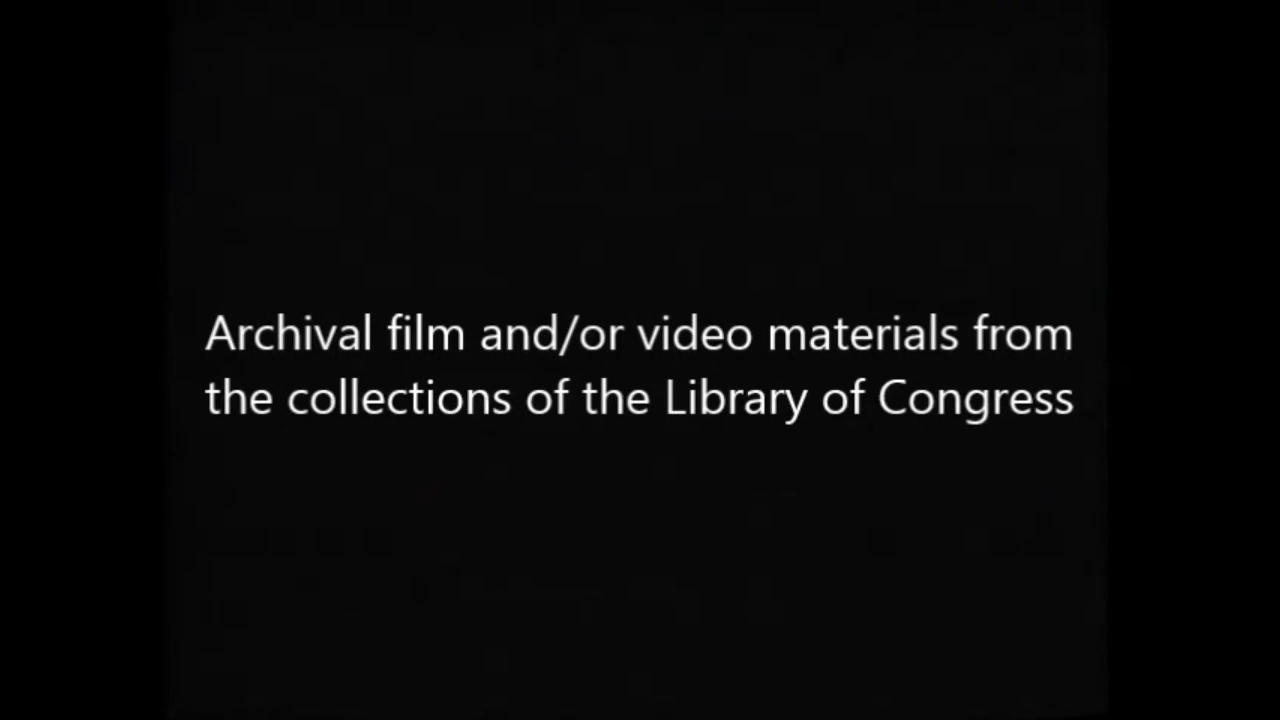 Archival film and/or video materials from
the collections of the Library of Congress